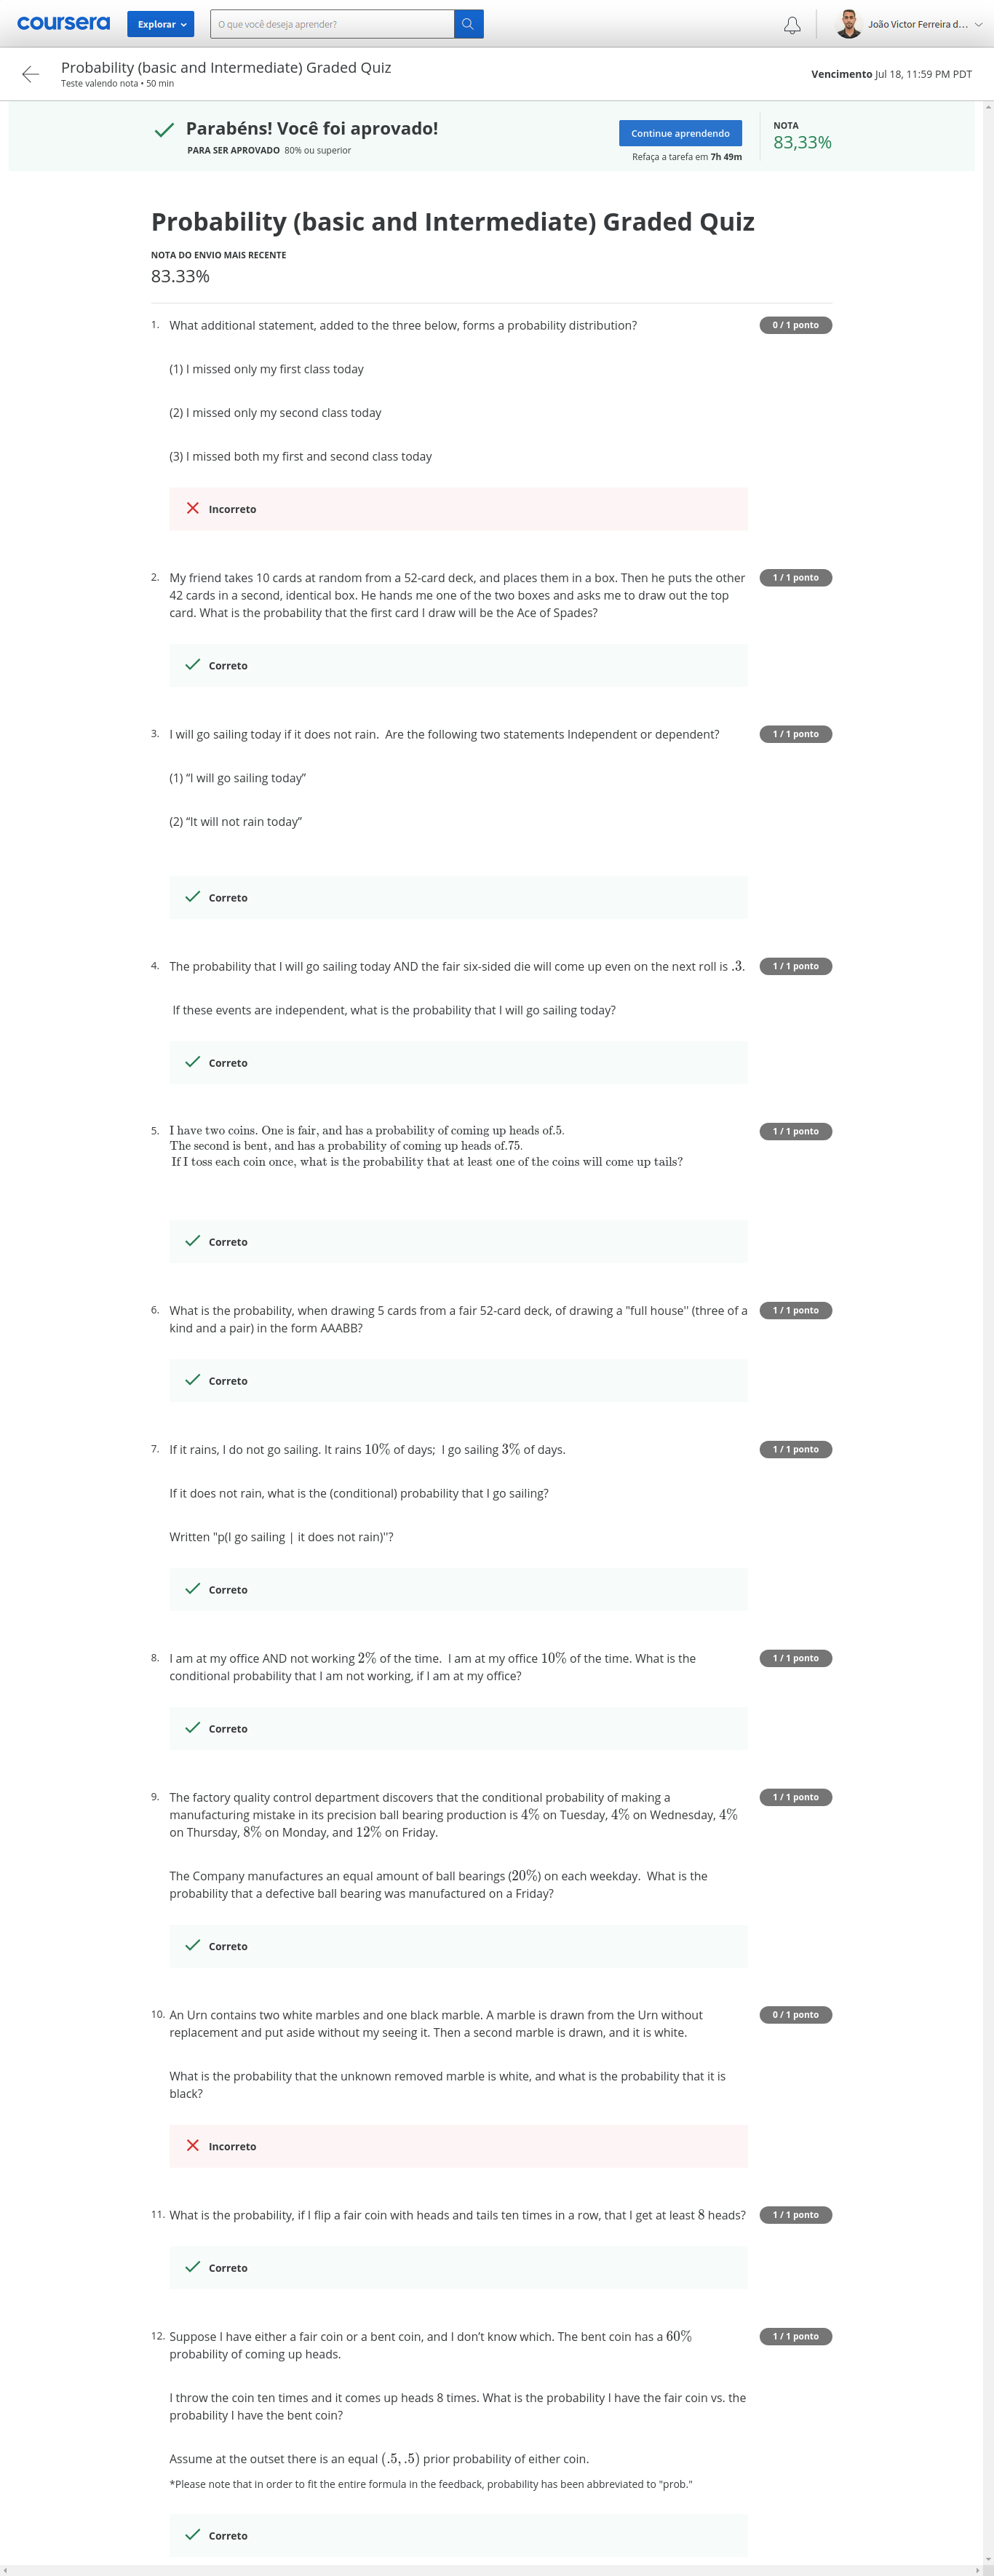 coursera
Explorar
O que você deseja aprender?
João Victor Ferreira d...
Probability (basic and Intermediate) Graded Quiz
Teste valendo nota • 50 min
Vencimento Jul 18, 11:59 PM PDT
Parabéns! Você foi aprovado!
PARA SER APROVADO 80% ou superior
Continue aprendendo
Refaça a tarefa em 7h 49m
NOTA
83,33%
Probability (basic and Intermediate) Graded Quiz
NOTA DO ENVIO MAIS RECENTE
83.33%
1. What additional statement, added to the three below, forms a probability distribution?
0 / 1 ponto
(1) I missed only my first class today
(2) I missed only my second class today
(3) I missed both my first and second class today
Incorreto
2. My friend takes 10 cards at random from a 52-card deck, and places them in a box. Then he puts the other
42 cards in a second, identical box. He hands me one of the two boxes and asks me to draw out the top
card. What is the probability that the first card I draw will be the Ace of Spades?
1 / 1 ponto
Correto
3. I will go sailing today if it does not rain. Are the following two statements Independent or dependent?
1 / 1 ponto
(1) “I will go sailing today”
(2) “It will not rain today”
Correto
4. The probability that I will go sailing today AND the fair six-sided die will come up even on the next roll is .3.
1 / 1 ponto
If these events are independent, what is the probability that I will go sailing today?
Correto
5. I have two coins. One is fair, and has a probability of coming up heads of.5.
1 / 1 ponto
The second is bent, and has a probability of coming up heads of.75.
If I toss each coin once, what is the probability that at least one of the coins will come up tails?
Correto
6. What is the probability, when drawing 5 cards from a fair 52-card deck, of drawing a "full house'' (three of a
kind and a pair) in the form AAABB?
1 / 1 ponto
Correto
7. If it rains, I do not go sailing. It rains 10% of days; I go sailing 3% of days.
1 / 1 ponto
If it does not rain, what is the (conditional) probability that I go sailing?
Written "p(I go sailing | it does not rain)''?
Correto
8. I am at my office AND not working 2% of the time. I am at my office 10% of the time. What is the
conditional probability that I am not working, if I am at my office?
1 / 1 ponto
Correto
9. The factory quality control department discovers that the conditional probability of making a
manufacturing mistake in its precision ball bearing production is 4% on Tuesday, 4% on Wednesday, 4%
on Thursday, 8% on Monday, and 12% on Friday.
1 / 1 ponto
The Company manufactures an equal amount of ball bearings (20%) on each weekday. What is the
probability that a defective ball bearing was manufactured on a Friday?
Correto
10. An Urn contains two white marbles and one black marble. A marble is drawn from the Urn without
replacement and put aside without my seeing it. Then a second marble is drawn, and it is white.
0 / 1 ponto
What is the probability that the unknown removed marble is white, and what is the probability that it is
black?
Incorreto
11. What is the probability, if I flip a fair coin with heads and tails ten times in a row, that I get at least 8 heads?
1 / 1 ponto
Correto
12. Suppose I have either a fair coin or a bent coin, and I don’t know which. The bent coin has a 60%
probability of coming up heads.
1 / 1 ponto
I throw the coin ten times and it comes up heads 8 times. What is the probability I have the fair coin vs. the
probability I have the bent coin?
Assume at the outset there is an equal (.5, .5) prior probability of either coin.
*Please note that in order to fit the entire formula in the feedback, probability has been abbreviated to "prob."
Correto